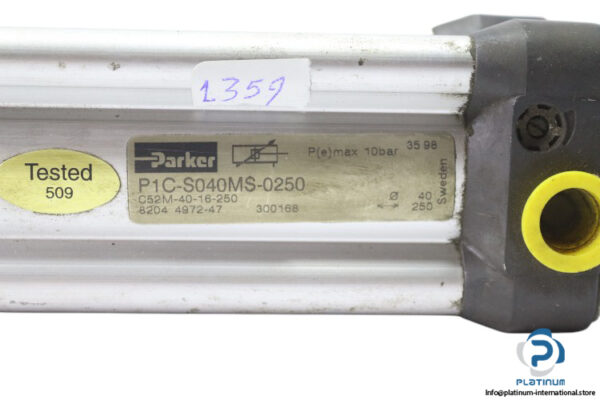 1359
Parker
P(e)max 10bar 35 98
P1C-S040MS-0250
C52M-40-16-250
Ø 40
8204 4972-47 300168
250
Sweden
Tested
509
PLATINUM
info@platinum-international.store